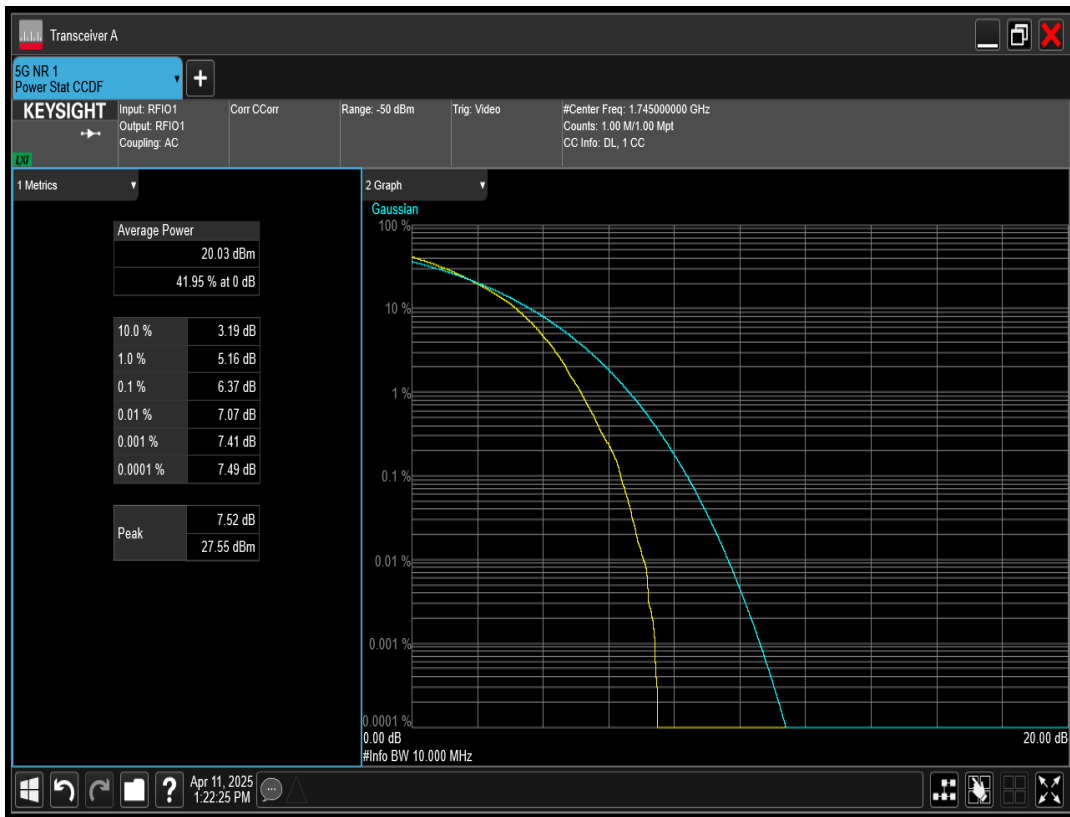 Transceiver A
5G NR 1
Power Stat CCDF
+
KEYSIGHT
LXI
Input: RFIO1
Output: RFIO1
Coupling: AC
Corr CCorr
Range: -50 dBm
Trig: Video
#Center Freq: 1.745000000 GHz
Counts: 1.00 M/1.00 Mpt
CC Info: DL, 1 CC
1 Metrics
Average Power
20.03 dBm
41.95 % at 0 dB
10.0 % 3.19 dB
1.0 % 5.16 dB
0.1 % 6.37 dB
0.01 % 7.07 dB
0.001 % 7.41 dB
0.0001 % 7.49 dB
Peak 7.52 dB
27.55 dBm
2 Graph
Gaussian
100 %
10 %
1 %
0.1 %
0.01 %
0.001 %
0.0001 %
0.00 dB 20.00 dB
#Info BW 10.000 MHz
?
Apr 11, 2025
1:22:25 PM